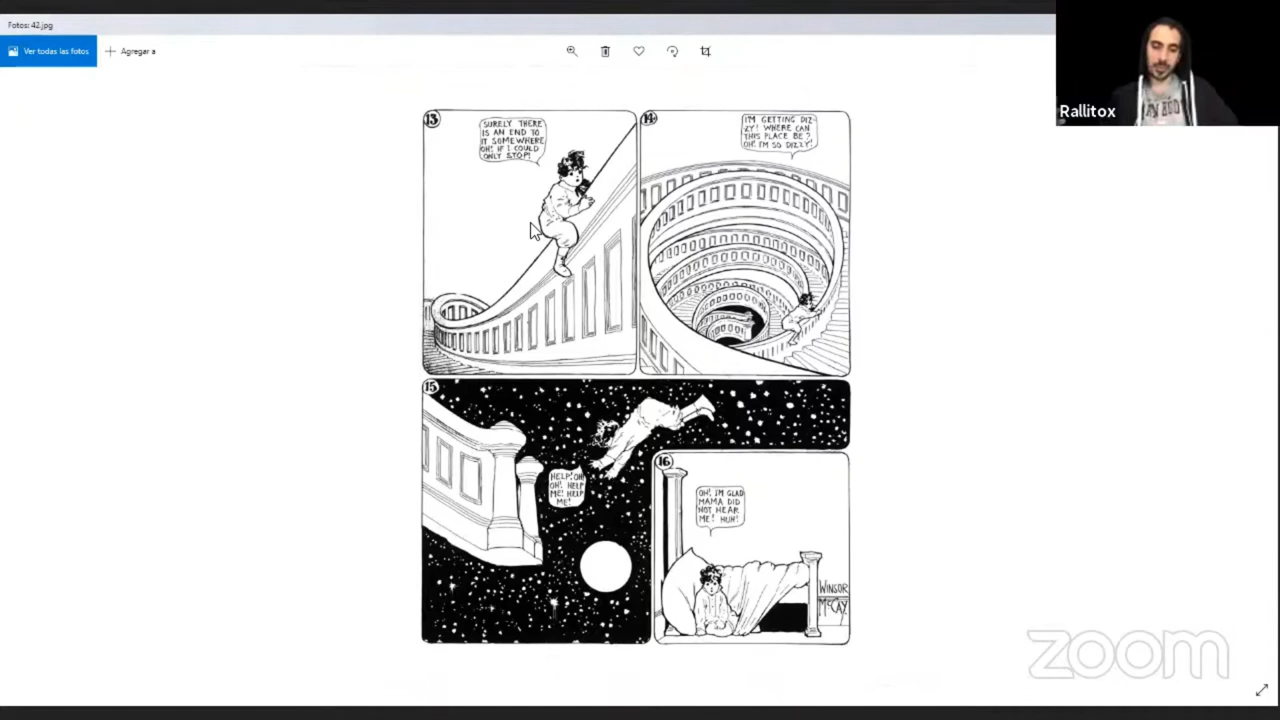 Fotos: 42.jpg
Ver todas las fotos
Agregar a
Rallitox
13
SURELY THERE
IS AN END TO
IT SOMEWHERE
OH! IF I COULD
ONLY STOP!
14
I'M GETTING DIZ-
ZY! WHERE CAN
THIS PLACE BE?
OH! I'M SO DIZZY!
15
HELP! OH!
OH! HELP
ME! HELP
ME!
16
OH! I'M GLAD
MAMA DID
NOT HEAR
ME! HUH!
WINSOR
McCAY
zoom